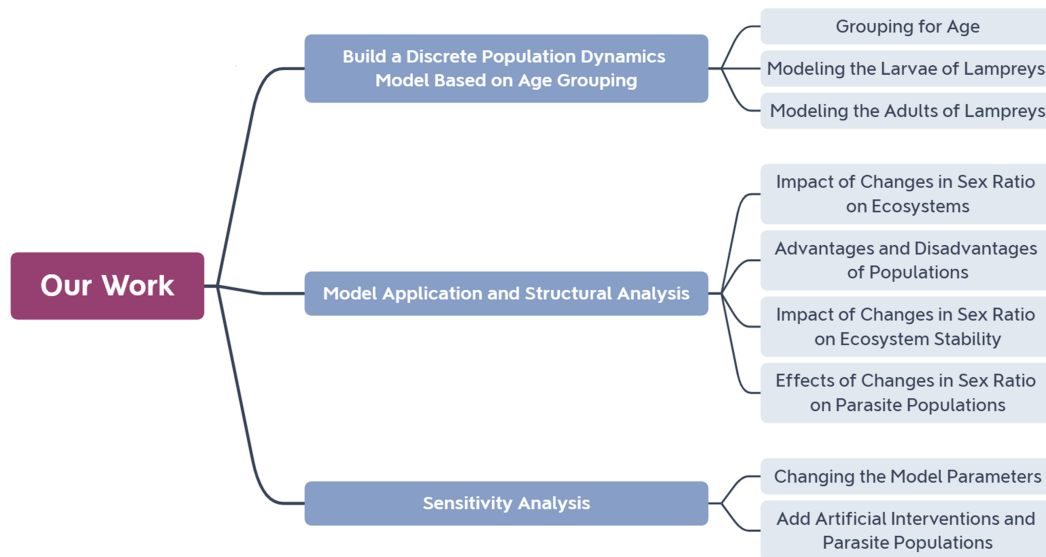 Our Work
Build a Discrete Population Dynamics
Model Based on Age Grouping
Grouping for Age
Modeling the Larvae of Lampreys
Modeling the Adults of Lampreys
Model Application and Structural Analysis
Impact of Changes in Sex Ratio
on Ecosystems
Advantages and Disadvantages
of Populations
Impact of Changes in Sex Ratio
on Ecosystem Stability
Effects of Changes in Sex Ratio
on Parasite Populations
Sensitivity Analysis
Changing the Model Parameters
Add Artificial Interventions and
Parasite Populations